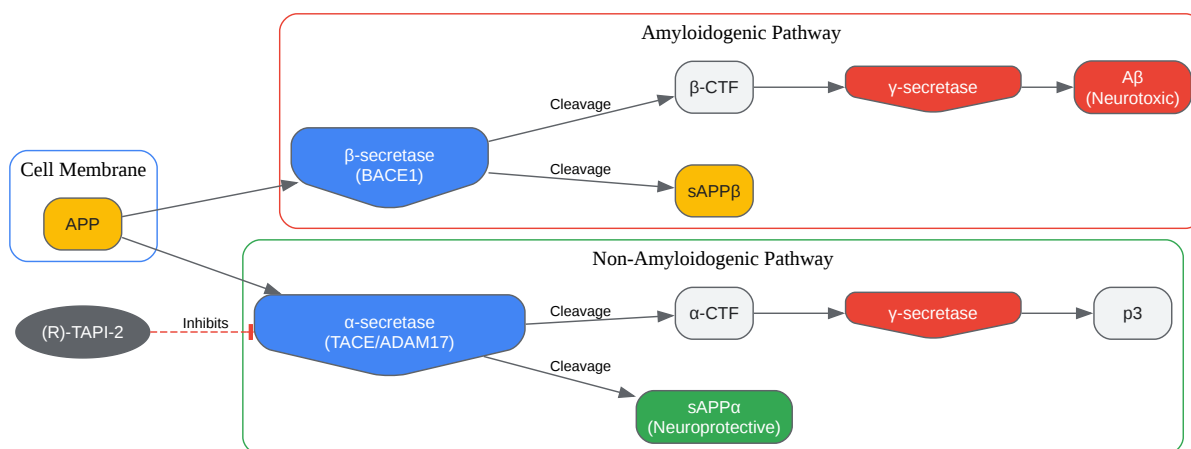 Amyloidogenic Pathway
β-CTF
γ-secretase
Aβ
(Neurotoxic)
Cleavage
β-secretase
(BACE1)
Cleavage
sAPPβ
Cell Membrane
APP
Non-Amyloidogenic Pathway
(R)-TAPI-2
Inhibits
α-secretase
(TACE/ADAM17)
Cleavage
α-CTF
γ-secretase
p3
Cleavage
sAPPα
(Neuroprotective)